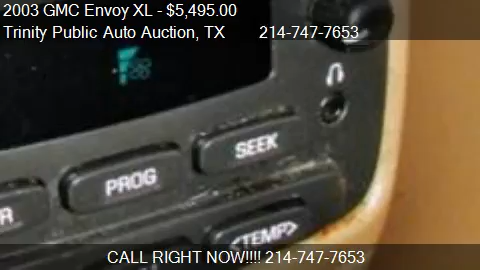 2003 GMC Envoy XL - $5,495.00
Trinity Public Auto Auction, TX 214-747-7653
SEEK
PROG
R
<TEMP>
CALL RIGHT NOW!!!! 214-747-7653